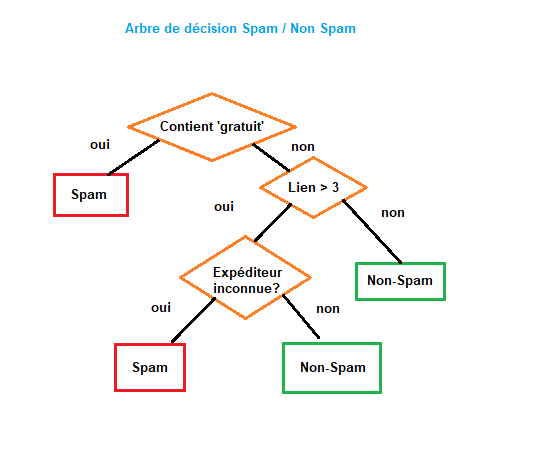 Arbre de décision Spam / Non Spam
Contient 'gratuit'
oui
non
Spam
Lien > 3
oui
non
Expéditeur
inconnue?
Non-Spam
oui
non
Spam
Non-Spam